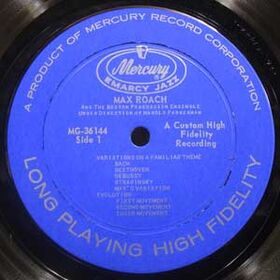 A PRODUCT OF MERCURY RECORD CORPORATION
Mercury
EMARCY JAZZ
MAX ROACH
AND THE BOSTON PERCUSSION ENSEMBLE
UNDER DIRECTION OF HAROLD FARBERMAN
MG-36144
Side 1
A Custom High
Fidelity
Recording
VARIATIONS ON A FAMILIAR THEME
BACH
BEETHOVEN
DEBUSSY
STRAVINSKY
MAX'S VARIATION
EVOLUTION
FIRST MOVEMENT
SECOND MOVEMENT
THIRD MOVEMENT
LONG PLAYING HIGH FIDELITY